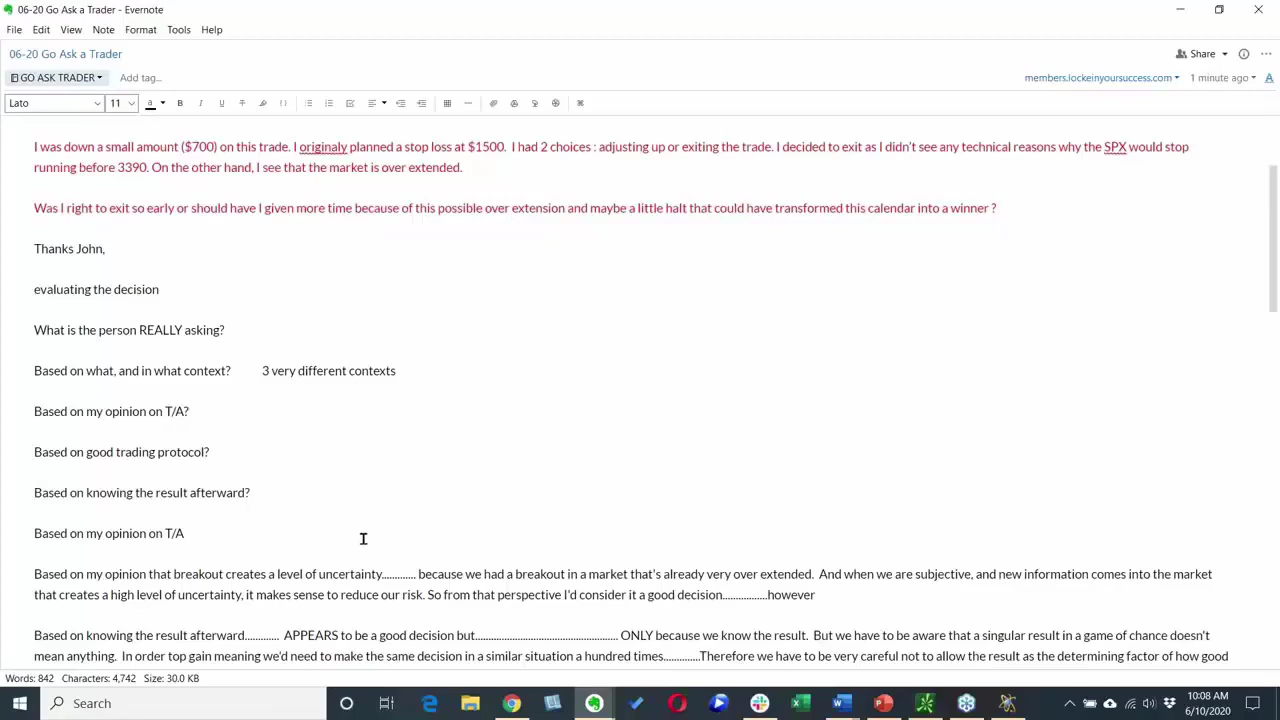 06-20 Go Ask a Trader - Evernote
File Edit View Note Format Tools Help
06-20 Go Ask a Trader
Share
GO ASK TRADER
Add tag...
members.lockeinyoursuccess.com
1 minute ago
Lato
11
I was down a small amount ($700) on this trade. I originaly planned a stop loss at $1500. I had 2 choices : adjusting up or exiting the trade. I decided to exit as I didn't see any technical reasons why the SPX would stop
running before 3390. On the other hand, I see that the market is over extended.
Was I right to exit so early or should have I given more time because of this possible over extension and maybe a little halt that could have transformed this calendar into a winner ?
Thanks John,
evaluating the decision
What is the person REALLY asking?
Based on what, and in what context? 3 very different contexts
Based on my opinion on T/A?
Based on good trading protocol?
Based on knowing the result afterward?
Based on my opinion on T/A
Based on my opinion that breakout creates a level of uncertainty............. because we had a breakout in a market that's already very over extended. And when we are subjective, and new information comes into the market
that creates a high level of uncertainty, it makes sense to reduce our risk. So from that perspective I'd consider it a good decision.................however
Based on knowing the result afterward............. APPEARS to be a good decision but...................................................... ONLY because we know the result. But we have to be aware that a singular result in a game of chance doesn't
mean anything. In order top gain meaning we'd need to make the same decision in a similar situation a hundred times.............Therefore we have to be very careful not to allow the result as the determining factor of how good
Words: 842 Characters: 4,742 Size: 30.0 KB
Search
10:08 AM
6/10/2020